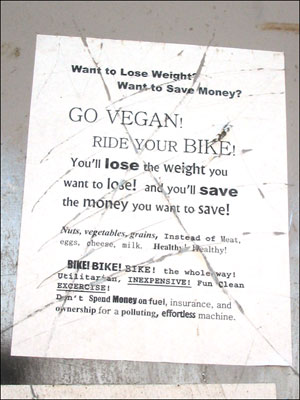 Want to Lose Weight?
Want to Save Money?
GO VEGAN!
RIDE YOUR BIKE!
You'll lose the weight you
want to lose! and you'll save
the money you want to save!
Nuts, vegetables, grains, Instead of Meat,
eggs, cheese, milk. Healthy! Healthy!
BIKE! BIKE! BIKE! the whole way!
Utilitarian, INEXPENSIVE! Fun Clean
EXCERCISE!
Don't Spend Money on fuel, insurance, and
ownership for a polluting, effortless machine.